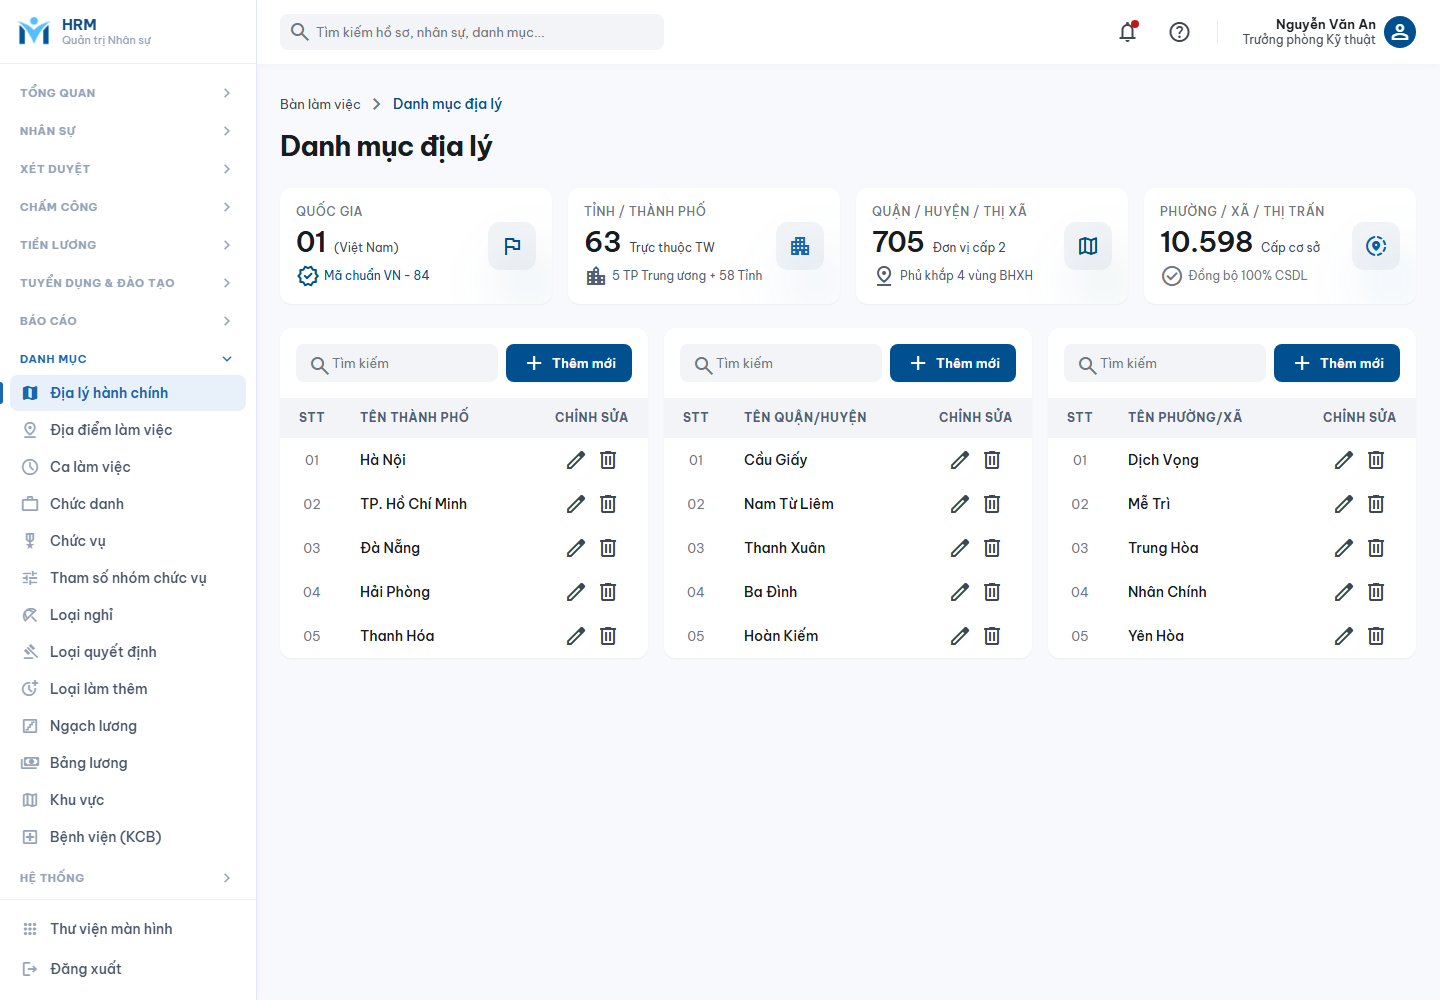 HRM
Quản trị Nhân sự
TỔNG QUAN
NHÂN SỰ
XÉT DUYỆT
CHẤM CÔNG
TIỀN LƯƠNG
TUYỂN DỤNG & ĐÀO TẠO
BÁO CÁO
DANH MỤC
Địa lý hành chính
Địa điểm làm việc
Ca làm việc
Chức danh
Chức vụ
Tham số nhóm chức vụ
Loại nghỉ
Loại quyết định
Loại làm thêm
Ngạch lương
Bảng lương
Khu vực
Bệnh viện (KCB)
HỆ THỐNG
Thư viện màn hình
Đăng xuất
Tìm kiếm hồ sơ, nhân sự, danh mục...
Nguyễn Văn An
Trưởng phòng Kỹ thuật
Bàn làm việc
Danh mục địa lý
Danh mục địa lý
QUỐC GIA
01 (Việt Nam)
Mã chuẩn VN - 84
TỈNH / THÀNH PHỐ
63 Trực thuộc TW
5 TP Trung ương + 58 Tỉnh
QUẬN / HUYỆN / THỊ XÃ
705 Đơn vị cấp 2
Phủ khắp 4 vùng BHXH
PHƯỜNG / XÃ / THỊ TRẤN
10.598 Cấp cơ sở
Đồng bộ 100% CSDL
Tìm kiếm
Thêm mới
STT TÊN THÀNH PHỐ CHỈNH SỬA
01 Hà Nội
02 TP. Hồ Chí Minh
03 Đà Nẵng
04 Hải Phòng
05 Thanh Hóa
Tìm kiếm
Thêm mới
STT TÊN QUẬN/HUYỆN CHỈNH SỬA
01 Cầu Giấy
02 Nam Từ Liêm
03 Thanh Xuân
04 Ba Đình
05 Hoàn Kiếm
Tìm kiếm
Thêm mới
STT TÊN PHƯỜNG/XÃ CHỈNH SỬA
01 Dịch Vọng
02 Mễ Trì
03 Trung Hòa
04 Nhân Chính
05 Yên Hòa